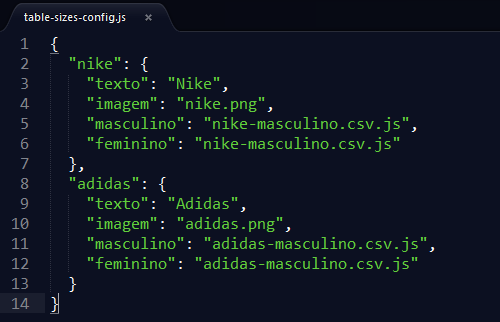 table-sizes-config.js ×
1 {
2 "nike": {
3 "texto": "Nike",
4 "imagem": "nike.png",
5 "masculino": "nike-masculino.csv.js",
6 "feminino": "nike-masculino.csv.js"
7 },
8 "adidas": {
9 "texto": "Adidas",
10 "imagem": "adidas.png",
11 "masculino": "adidas-masculino.csv.js",
12 "feminino": "adidas-masculino.csv.js"
13 }
14 }